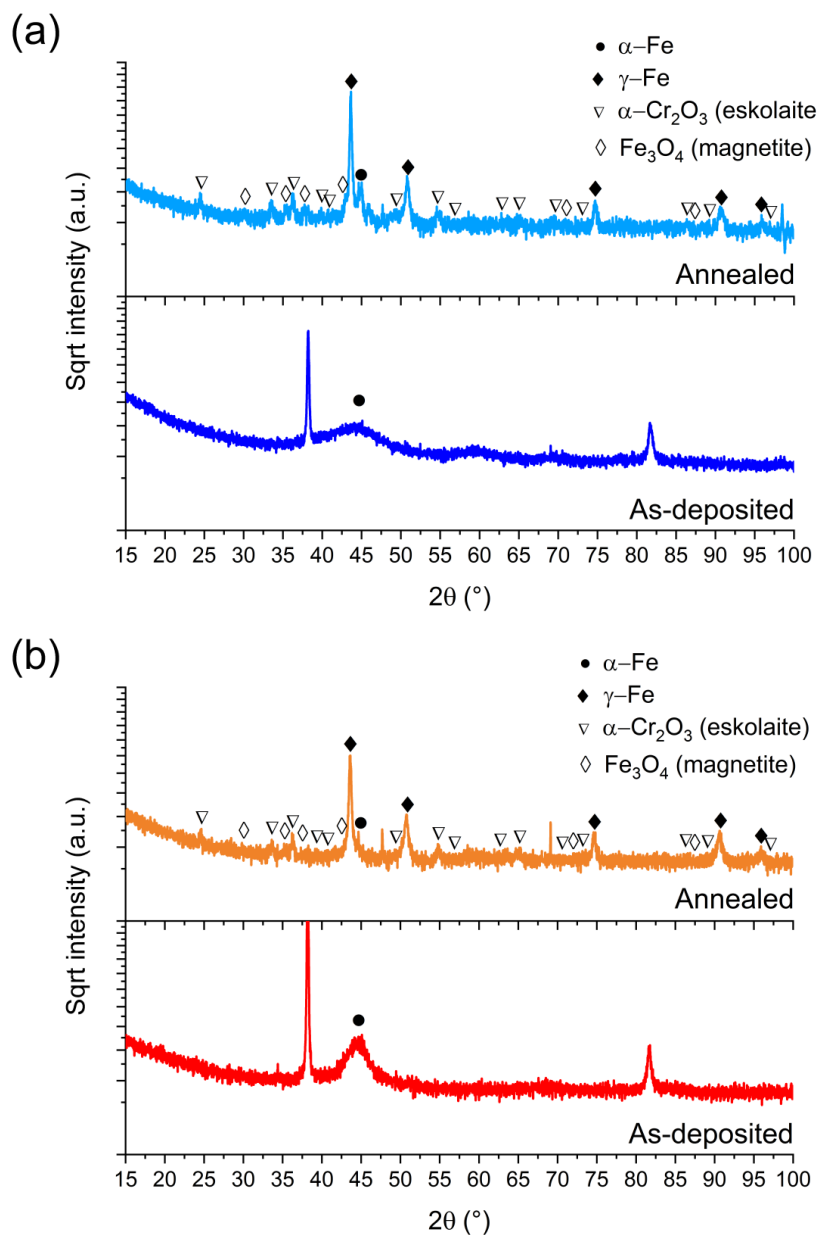 (a)
α–Fe
γ–Fe
α–Cr2O3 (eskolaite
Fe3O4 (magnetite)
Sqrt intensity (a.u.)
Annealed
As-deposited
15 20 25 30 35 40 45 50 55 60 65 70 75 80 85 90 95 100
2θ (°)
(b)
α–Fe
γ–Fe
α–Cr2O3 (eskolaite)
Fe3O4 (magnetite)
Sqrt intensity (a.u.)
Annealed
As-deposited
15 20 25 30 35 40 45 50 55 60 65 70 75 80 85 90 95 100
2θ (°)